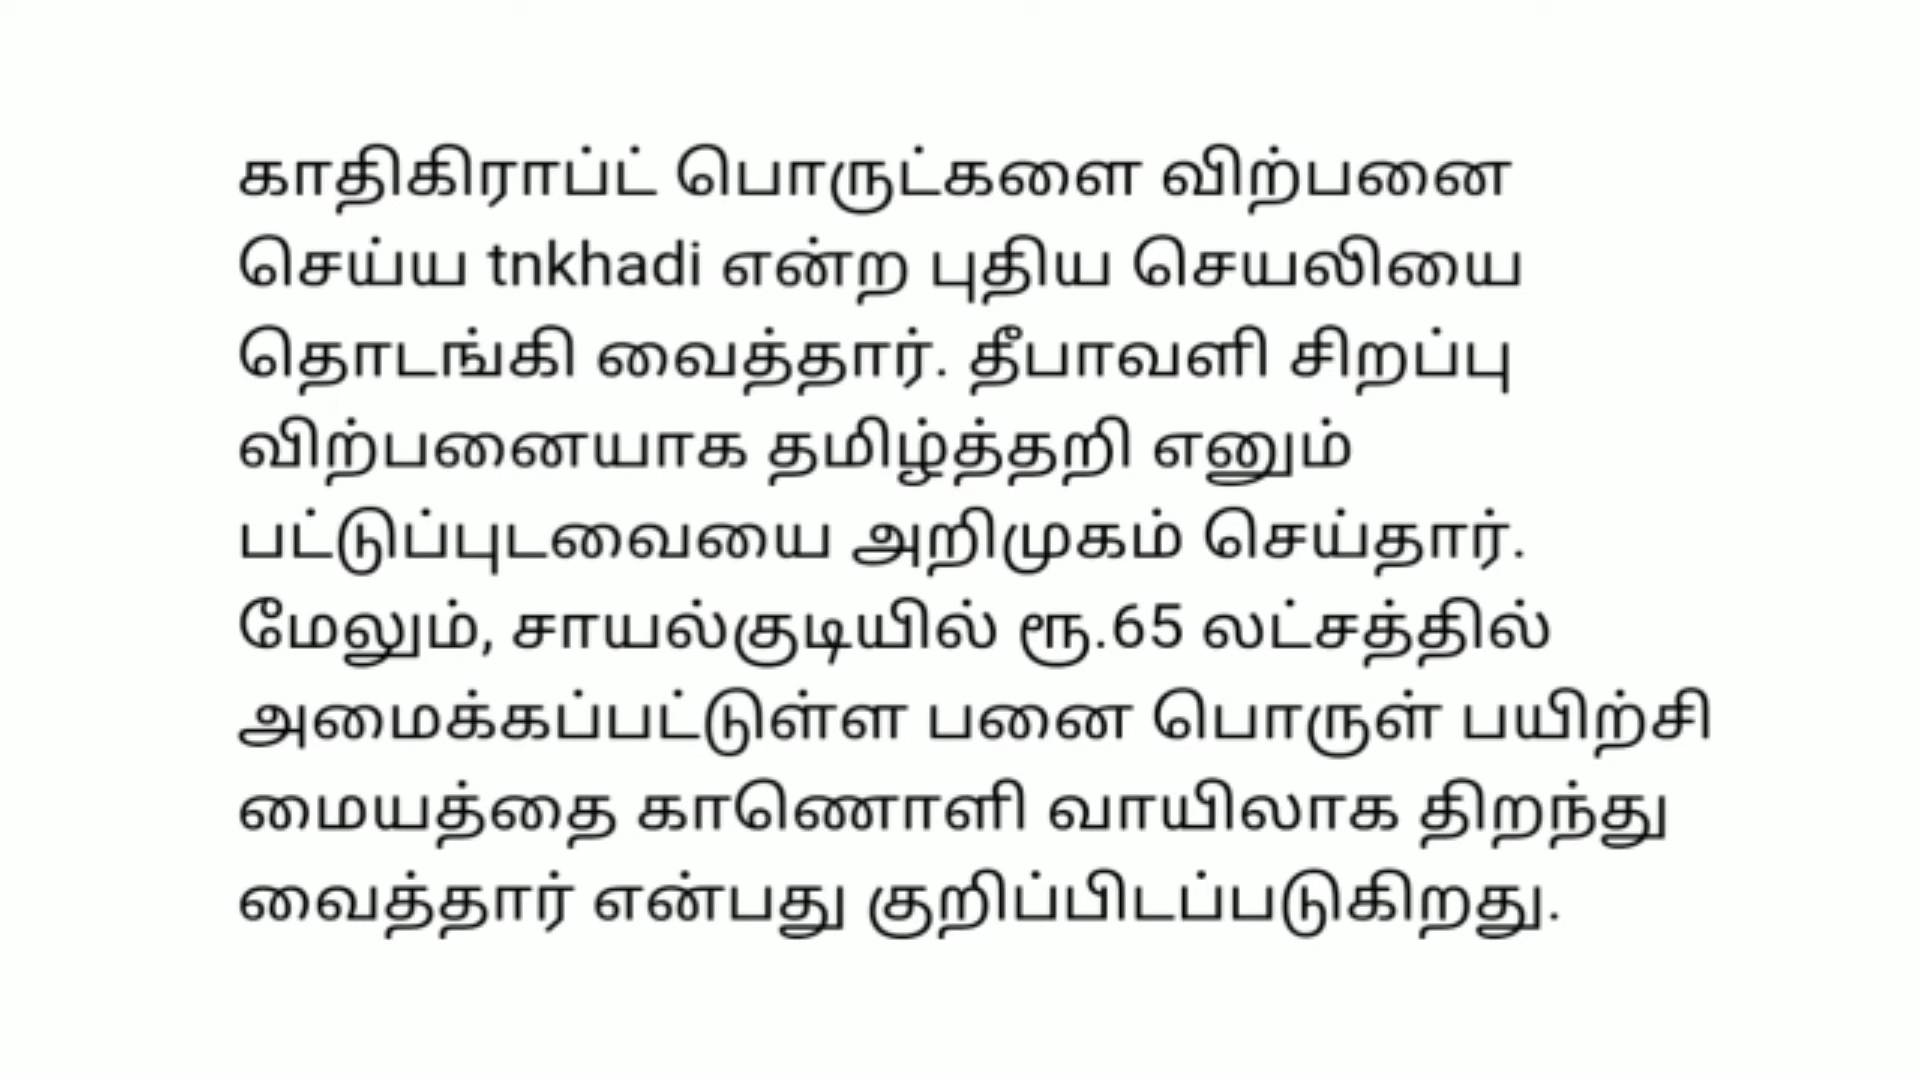 காதிகிராப்ட் பொருட்களை விற்பனை
செய்ய tnkhadi என்ற புதிய செயலியை
தொடங்கி வைத்தார். தீபாவளி சிறப்பு
விற்பனையாக தமிழ்த்தறி எனும்
பட்டுப்புடவையை அறிமுகம் செய்தார்.
மேலும், சாயல்குடியில் ரூ.65 லட்சத்தில்
அமைக்கப்பட்டுள்ள பனை பொருள் பயிற்சி
மையத்தை காணொளி வாயிலாக திறந்து
வைத்தார் என்பது குறிப்பிடப்படுகிறது.